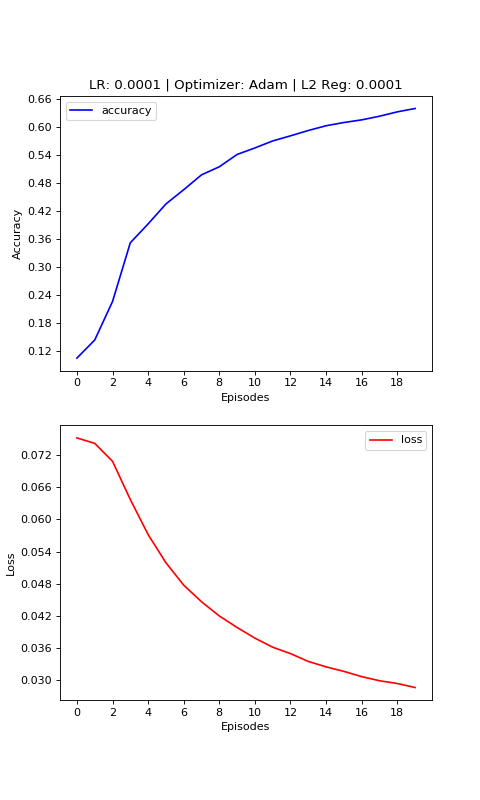 LR: 0.0001 | Optimizer: Adam | L2 Reg: 0.0001
accuracy
0.66
0.60
0.54
0.48
0.42
0.36
0.30
0.24
0.18
0.12
Accuracy
0 2 4 6 8 10 12 14 16 18
Episodes
loss
0.072
0.066
0.060
0.054
0.048
0.042
0.036
0.030
Loss
0 2 4 6 8 10 12 14 16 18
Episodes